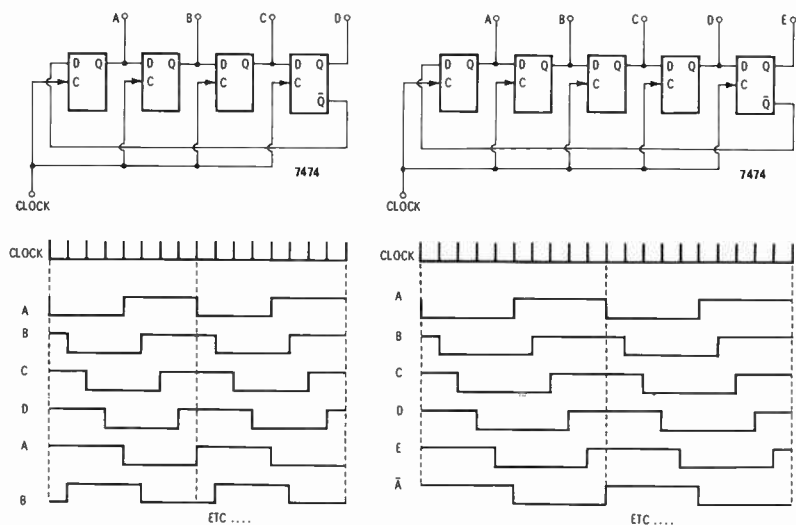 A B C D
D Q D Q D Q D Q
C C C C
Q̅
7474
CLOCK
CLOCK
A
B
C
D
A
B
ETC ....
A B C D E
D Q D Q D Q D Q D Q
C C C C C
Q̅
7474
CLOCK
CLOCK
A
B
C
D
E
A̅
ETC ....